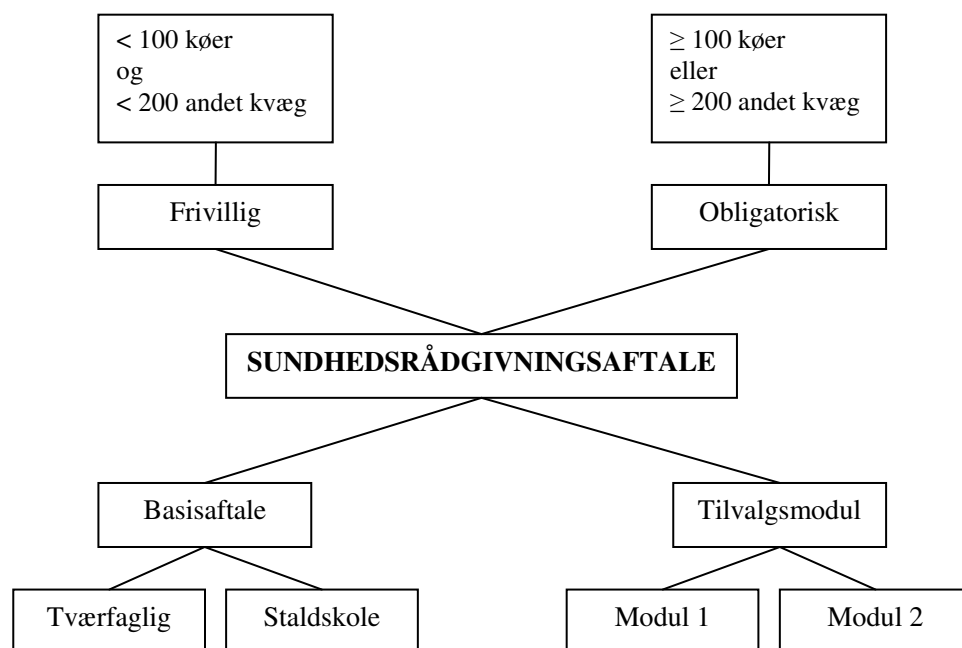 < 100 køer
og
< 200 andet kvæg
≥ 100 køer
eller
≥ 200 andet kvæg
Frivillig
Obligatorisk
SUNDHEDSRÅDGIVNINGSAFTALE
Basisaftale
Tilvalgsmodul
Tværfaglig
Staldskole
Modul 1
Modul 2